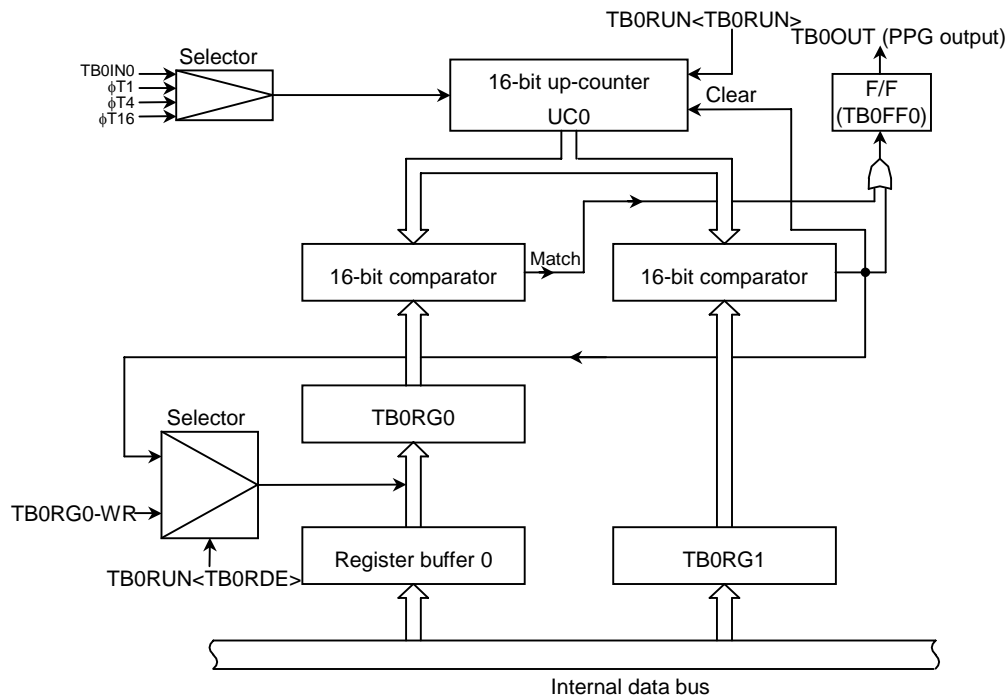 TB0RUN<TB0RUN>
TB0OUT (PPG output)
Selector
TB0IN0
ϕT1
ϕT4
ϕT16
16-bit up-counter
UC0
Clear
F/F
(TB0FF0)
16-bit comparator
Match
16-bit comparator
Selector
TB0RG0
TB0RG0-WR
TB0RUN<TB0RDE>
Register buffer 0
TB0RG1
Internal data bus